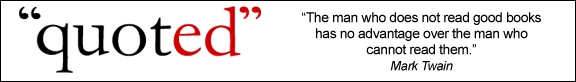 “quoted”
“The man who does not read good books
has no advantage over the man who
cannot read them.”
Mark Twain